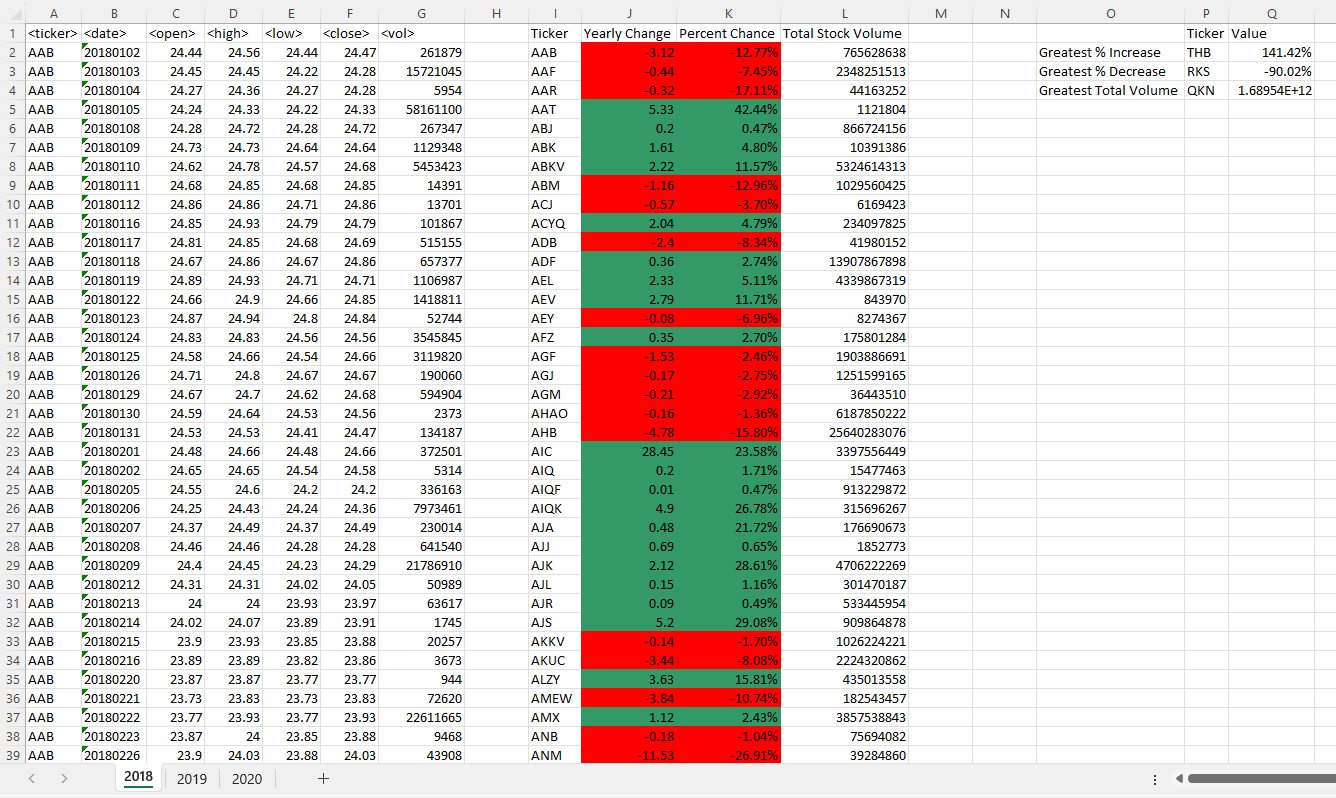 A B C D E F G H I J K L M N O P Q
1 <ticker> <date> <open> <high> <low> <close> <vol> Ticker Yearly Change Percent Chance Total Stock Volume Ticker Value
2 AAB 20180102 24.44 24.56 24.44 24.47 261879 AAB -3.12 -12.77% 765628638 Greatest % Increase THB 141.42%
3 AAB 20180103 24.45 24.45 24.22 24.28 15721045 AAF -0.44 -7.45% 2348251513 Greatest % Decrease RKS -90.02%
4 AAB 20180104 24.27 24.36 24.27 24.28 5954 AAR -0.32 -17.11% 44163252 Greatest Total Volume QKN 1.68954E+12
5 AAB 20180105 24.24 24.33 24.22 24.33 58161100 AAT 5.33 42.44% 1121804
6 AAB 20180108 24.28 24.72 24.28 24.72 267347 ABJ 0.2 0.47% 866724156
7 AAB 20180109 24.73 24.73 24.64 24.64 1129348 ABK 1.61 4.80% 10391386
8 AAB 20180110 24.62 24.78 24.57 24.68 5453423 ABKV 2.22 11.57% 5324614313
9 AAB 20180111 24.68 24.85 24.68 24.85 14391 ABM -1.16 -12.96% 1029560425
10 AAB 20180112 24.86 24.86 24.71 24.86 13701 ACJ -0.57 -3.70% 6169423
11 AAB 20180116 24.85 24.93 24.79 24.79 101867 ACYQ 2.04 4.79% 234097825
12 AAB 20180117 24.81 24.85 24.68 24.69 515155 ADB -2.4 -8.34% 41980152
13 AAB 20180118 24.67 24.86 24.67 24.86 657377 ADF 0.36 2.74% 13907867898
14 AAB 20180119 24.89 24.93 24.71 24.71 1106987 AEL 2.33 5.11% 4339867319
15 AAB 20180122 24.66 24.9 24.66 24.85 1418811 AEV 2.79 11.71% 843970
16 AAB 20180123 24.87 24.94 24.8 24.84 52744 AEY -0.08 -6.96% 8274367
17 AAB 20180124 24.83 24.83 24.56 24.56 3545845 AFZ 0.35 2.70% 175801284
18 AAB 20180125 24.58 24.66 24.54 24.66 3119820 AGF -1.53 -2.46% 1903886691
19 AAB 20180126 24.71 24.8 24.67 24.67 190060 AGJ -0.17 -2.75% 1251599165
20 AAB 20180129 24.67 24.7 24.62 24.68 594904 AGM -0.21 -2.92% 36443510
21 AAB 20180130 24.59 24.64 24.53 24.56 2373 AHAO -0.16 -1.36% 6187850222
22 AAB 20180131 24.53 24.53 24.41 24.47 134187 AHB -4.78 -15.80% 25640283076
23 AAB 20180201 24.48 24.66 24.48 24.66 372501 AIC 28.45 23.58% 3397556449
24 AAB 20180202 24.65 24.65 24.54 24.58 5314 AIQ 0.2 1.71% 15477463
25 AAB 20180205 24.55 24.6 24.2 24.2 336163 AIQF 0.01 0.47% 913229872
26 AAB 20180206 24.25 24.43 24.24 24.36 7973461 AIQK 4.9 26.78% 315696267
27 AAB 20180207 24.37 24.49 24.37 24.49 230014 AJA 0.48 21.72% 176690673
28 AAB 20180208 24.46 24.46 24.28 24.28 641540 AJJ 0.69 0.65% 1852773
29 AAB 20180209 24.4 24.45 24.23 24.29 21786910 AJK 2.12 28.61% 4706222269
30 AAB 20180212 24.31 24.31 24.02 24.05 50989 AJL 0.15 1.16% 301470187
31 AAB 20180213 24 24 23.93 23.97 63617 AJR 0.09 0.49% 533445954
32 AAB 20180214 24.02 24.07 23.89 23.91 1745 AJS 5.2 29.08% 909864878
33 AAB 20180215 23.9 23.93 23.85 23.88 20257 AKKV -0.14 -1.70% 1026224221
34 AAB 20180216 23.89 23.89 23.82 23.86 3673 AKUC -3.44 -8.08% 2224320862
35 AAB 20180220 23.87 23.87 23.77 23.77 944 ALZY 3.63 15.81% 435013558
36 AAB 20180221 23.73 23.83 23.73 23.83 72620 AMEW -3.84 -10.74% 182543457
37 AAB 20180222 23.77 23.93 23.77 23.93 22611665 AMX 1.12 2.43% 3857538843
38 AAB 20180223 23.87 24 23.85 23.88 9468 ANB -0.18 -1.04% 75694082
39 AAB 20180226 23.9 24.03 23.88 24.03 43908 ANM -11.53 -26.91% 39284860
2018 2019 2020